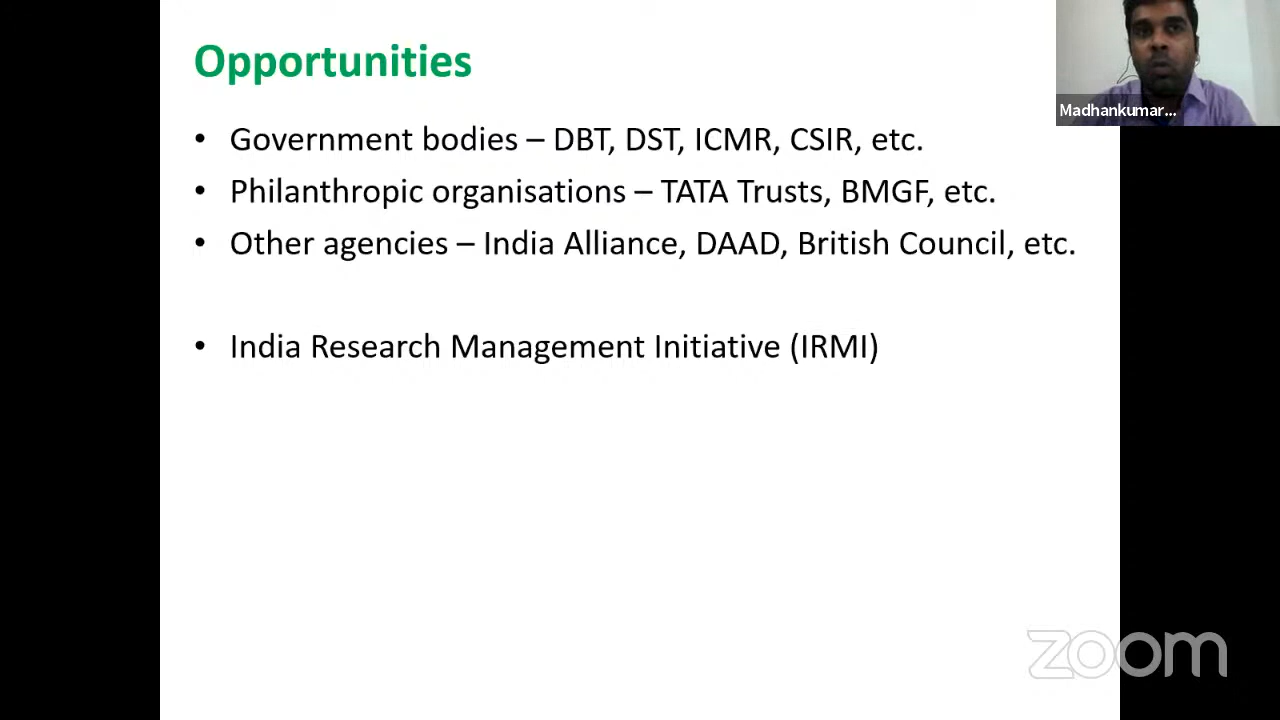 Opportunities
Madhankumar...
• Government bodies – DBT, DST, ICMR, CSIR, etc.
• Philanthropic organisations – TATA Trusts, BMGF, etc.
• Other agencies – India Alliance, DAAD, British Council, etc.
• India Research Management Initiative (IRMI)
zoom